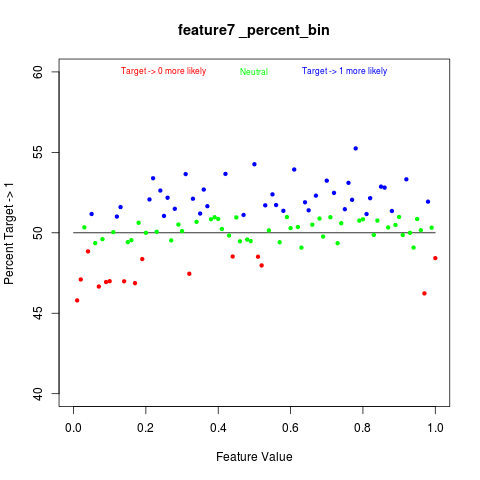 feature7 _percent_bin
Target -> 0 more likely Neutral Target -> 1 more likely
60
55
50
45
40
Percent Target -> 1
0.0 0.2 0.4 0.6 0.8 1.0
Feature Value